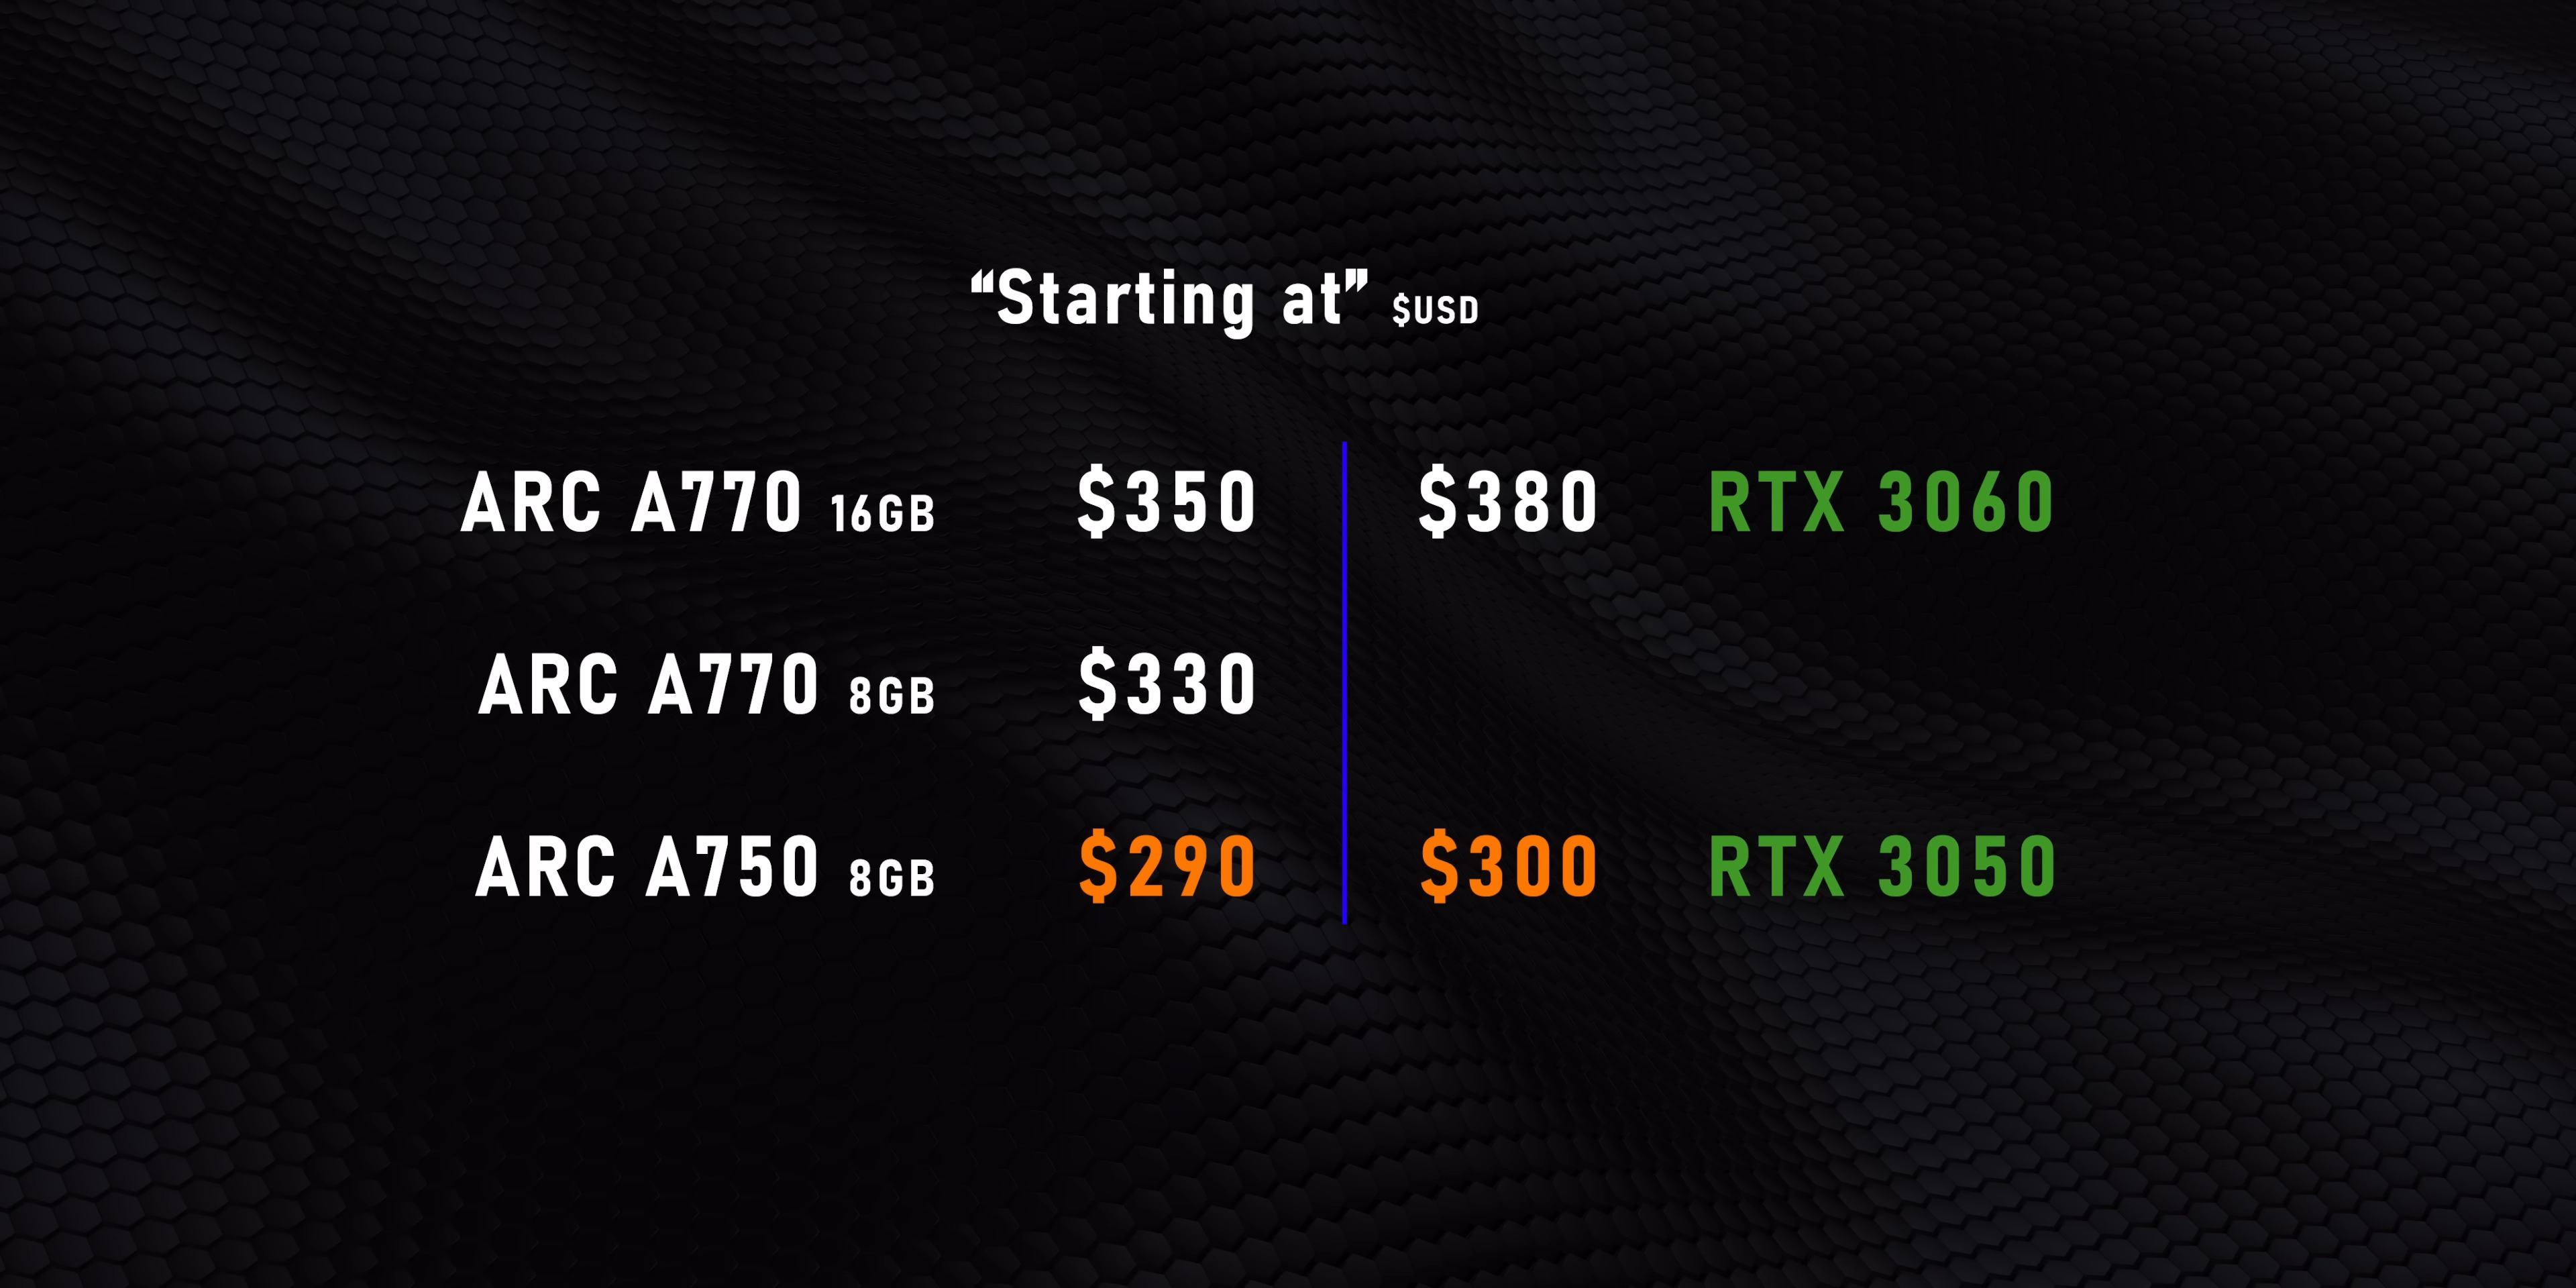 “Starting at” $USD
ARC A770 16GB $350 $380 RTX 3060
ARC A770 8GB $330
ARC A750 8GB $290 $300 RTX 3050